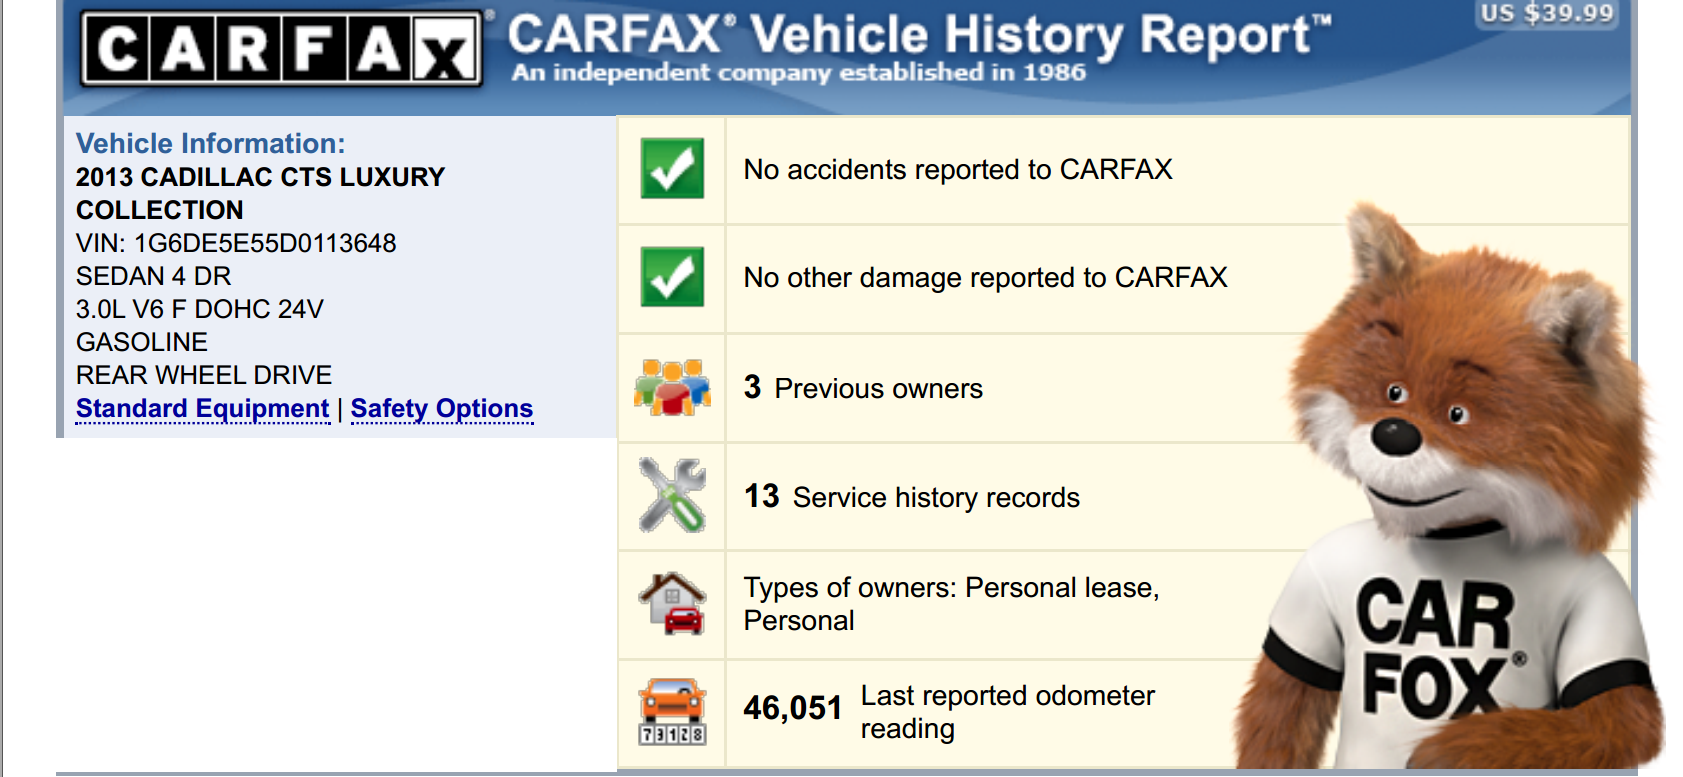 CARFAX®
CARFAX® Vehicle History Report™
An independent company established in 1986
US $39.99
Vehicle Information:
2013 CADILLAC CTS LUXURY
COLLECTION
VIN: 1G6DE5E55D0113648
SEDAN 4 DR
3.0L V6 F DOHC 24V
GASOLINE
REAR WHEEL DRIVE
Standard Equipment | Safety Options
No accidents reported to CARFAX
No other damage reported to CARFAX
3 Previous owners
13 Service history records
Types of owners: Personal lease,
Personal
46,051 Last reported odometer
reading
73128
CAR
FOX®